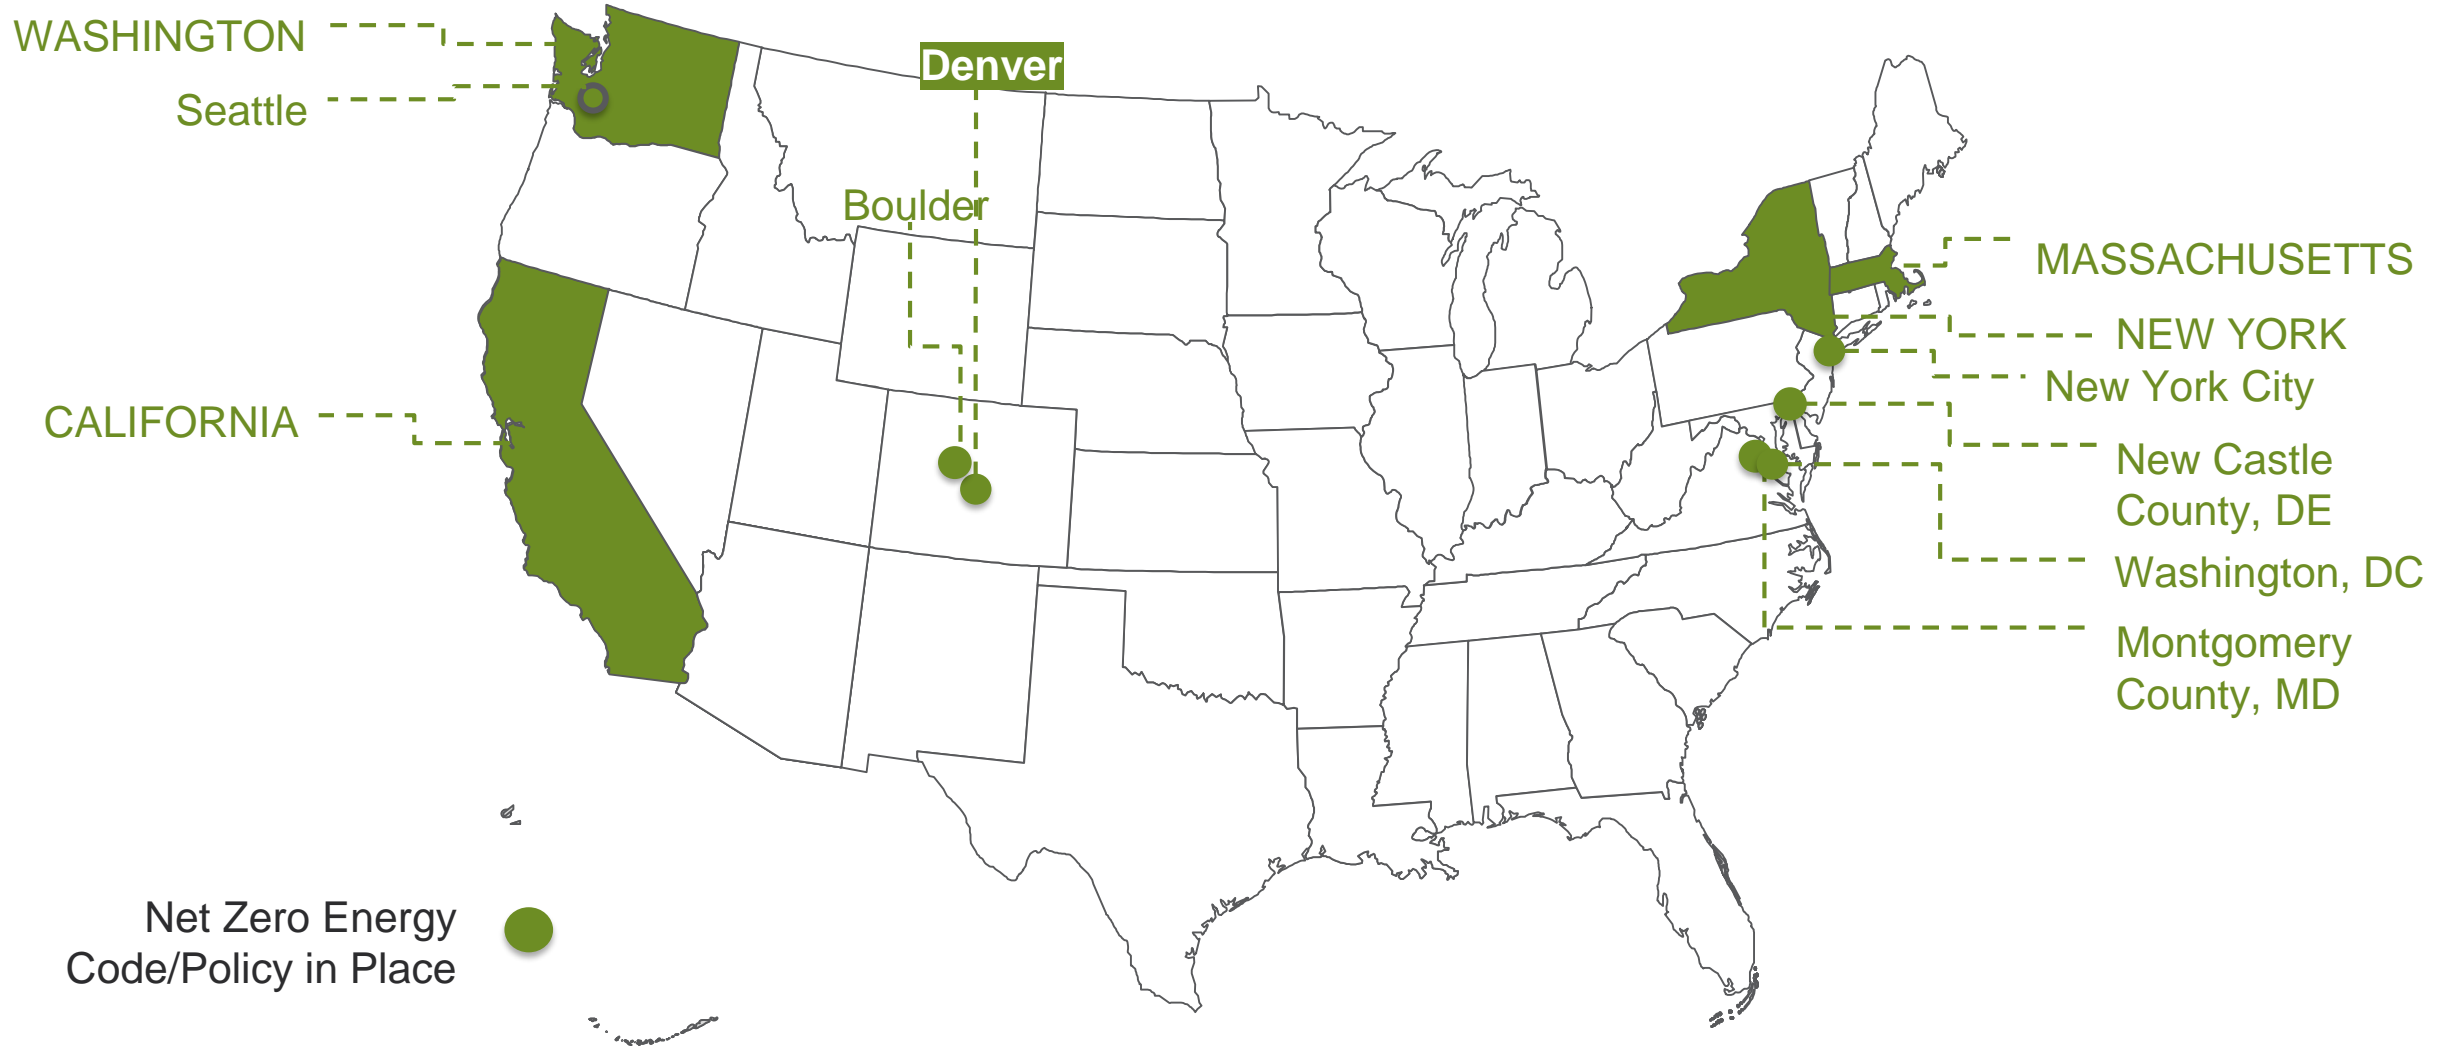 WASHINGTON
Seattle
Denver
Boulder
CALIFORNIA
MASSACHUSETTS
NEW YORK
New York City
New Castle
County, DE
Washington, DC
Montgomery
County, MD
Net Zero Energy
Code/Policy in Place